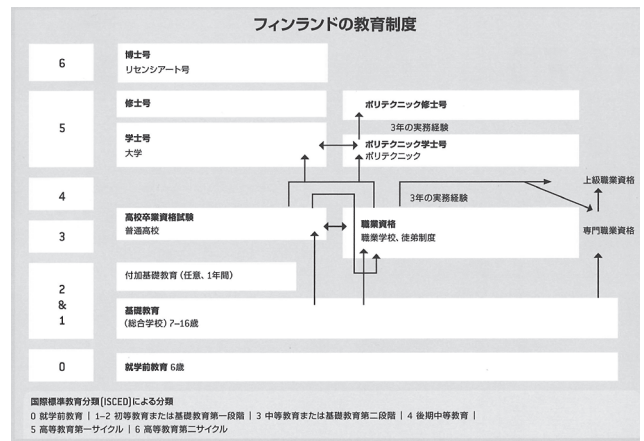 フィンランドの教育制度
6
博士号
リセンシアート号
5
修士号
学士号
大学
ポリテクニック修士号
3年の実務経験
ポリテクニック学士号
ポリテクニック
4
3
高校卒業資格試験
普通高校
3年の実務経験
職業資格
職業学校、徒弟制度
上級職業資格
専門職業資格
2
&
1
付加基礎教育(任意、1年間)
基礎教育
(総合学校)7–16歳
0
就学前教育 6歳
国際標準教育分類(ISCED)による分類
0 就学前教育 | 1–2 初等教育または基礎教育第一段階 | 3 中等教育または基礎教育第二段階 | 4 後期中等教育 |
5 高等教育第一サイクル | 6 高等教育第二サイクル